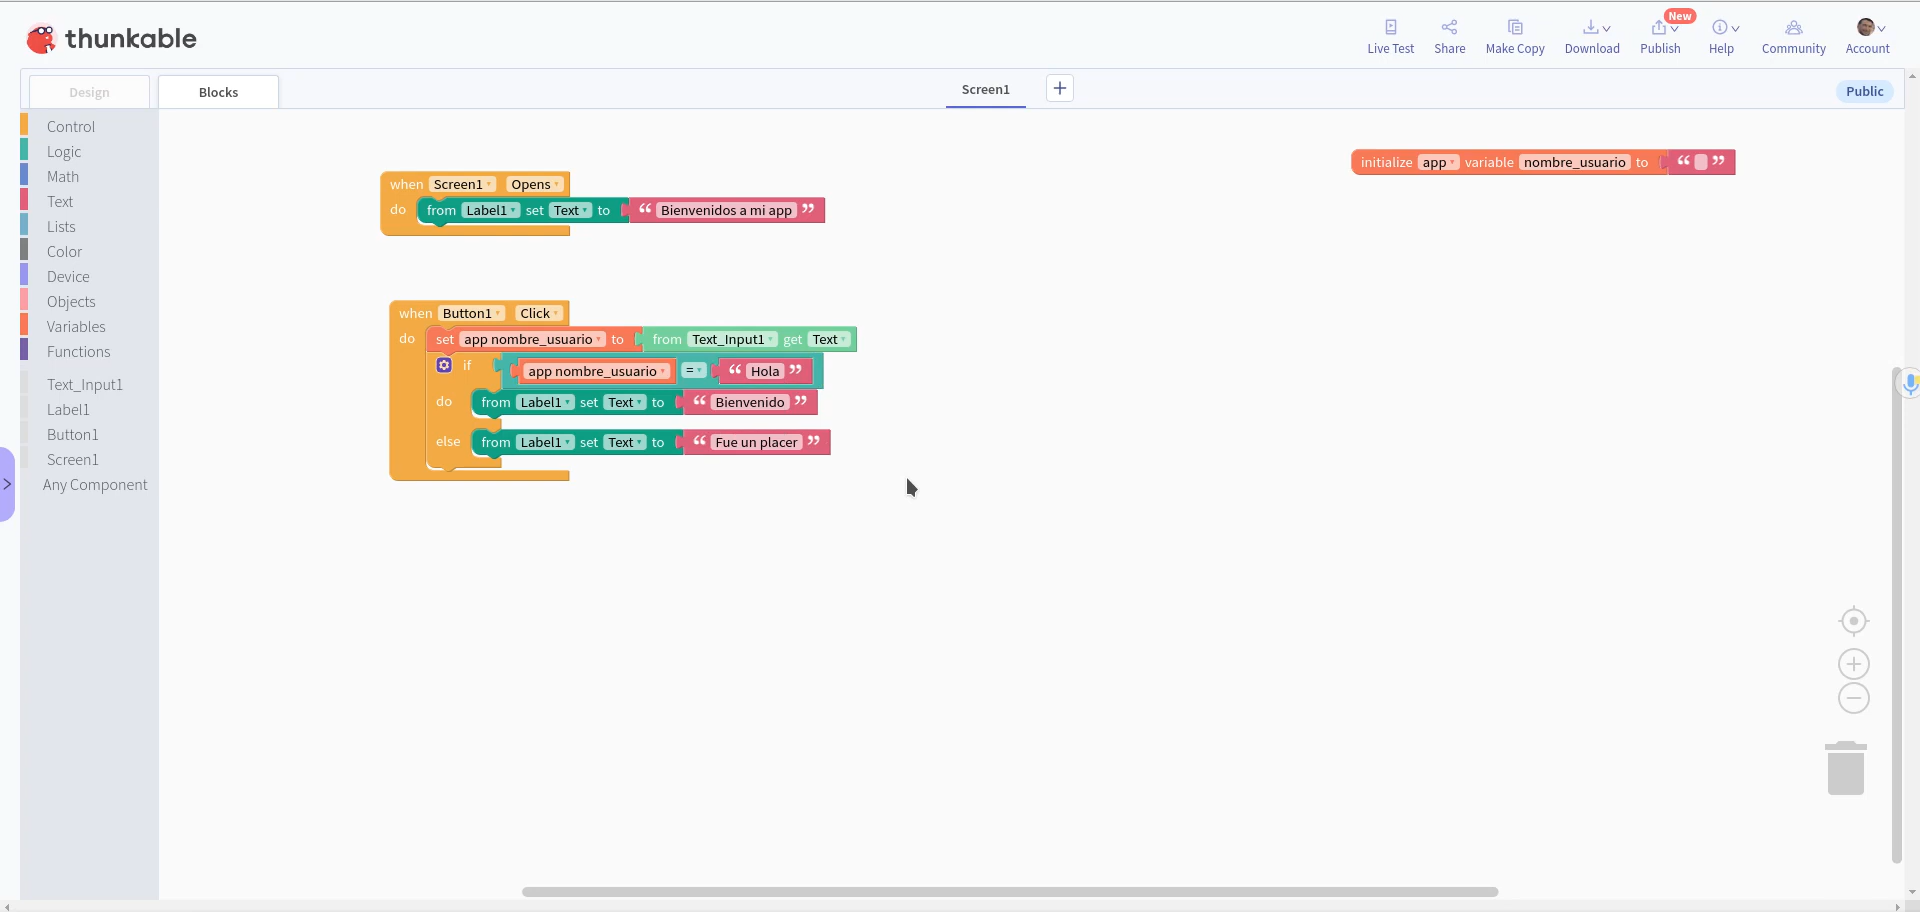 thunkable
New
Live Test Share Make Copy Download Publish Help Community Account
Design Blocks Screen1 + Public
Control
Logic
Math
Text
Lists
Color
Device
Objects
Variables
Functions
Text_Input1
Label1
Button1
Screen1
Any Component
initialize app variable nombre_usuario to “ ”
when Screen1 Opens
do from Label1 set Text to “ Bienvenidos a mi app ”
when Button1 Click
do set app nombre_usuario to from Text_Input1 get Text
if app nombre_usuario = “ Hola ”
do from Label1 set Text to “ Bienvenido ”
else from Label1 set Text to “ Fue un placer ”